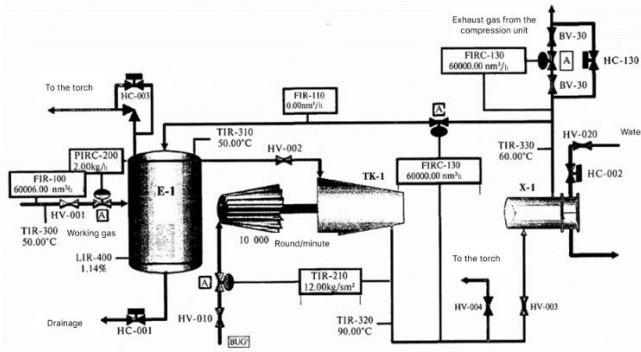 Exhaust gas from the
compression unit
BV-30
FIRC-130
60000.00 nm³/h
A
HC-130
BV-30
To the torch
HC-003
FIR-110
0.00nm³/h
A
TIR-310
50.00°C
HV-002
TIR-330
60.00°C
HV-020
Water
PIRC-200
2.00kg/h
FIRC-130
60000.00 nm³h
FIR-100
60006.00 nm³h
E-1
TK-1
X-1
HC-002
HV-001
A
Working gas
TIR-300
50.00°C
10 000
Round/minute
LIR-400
1.14%
To the torch
A
TIR-210
12.00kg/sm²
HV-004
HV-003
Drainage
HC-001
HV-010
TIR-320
90.00°C
BUG'